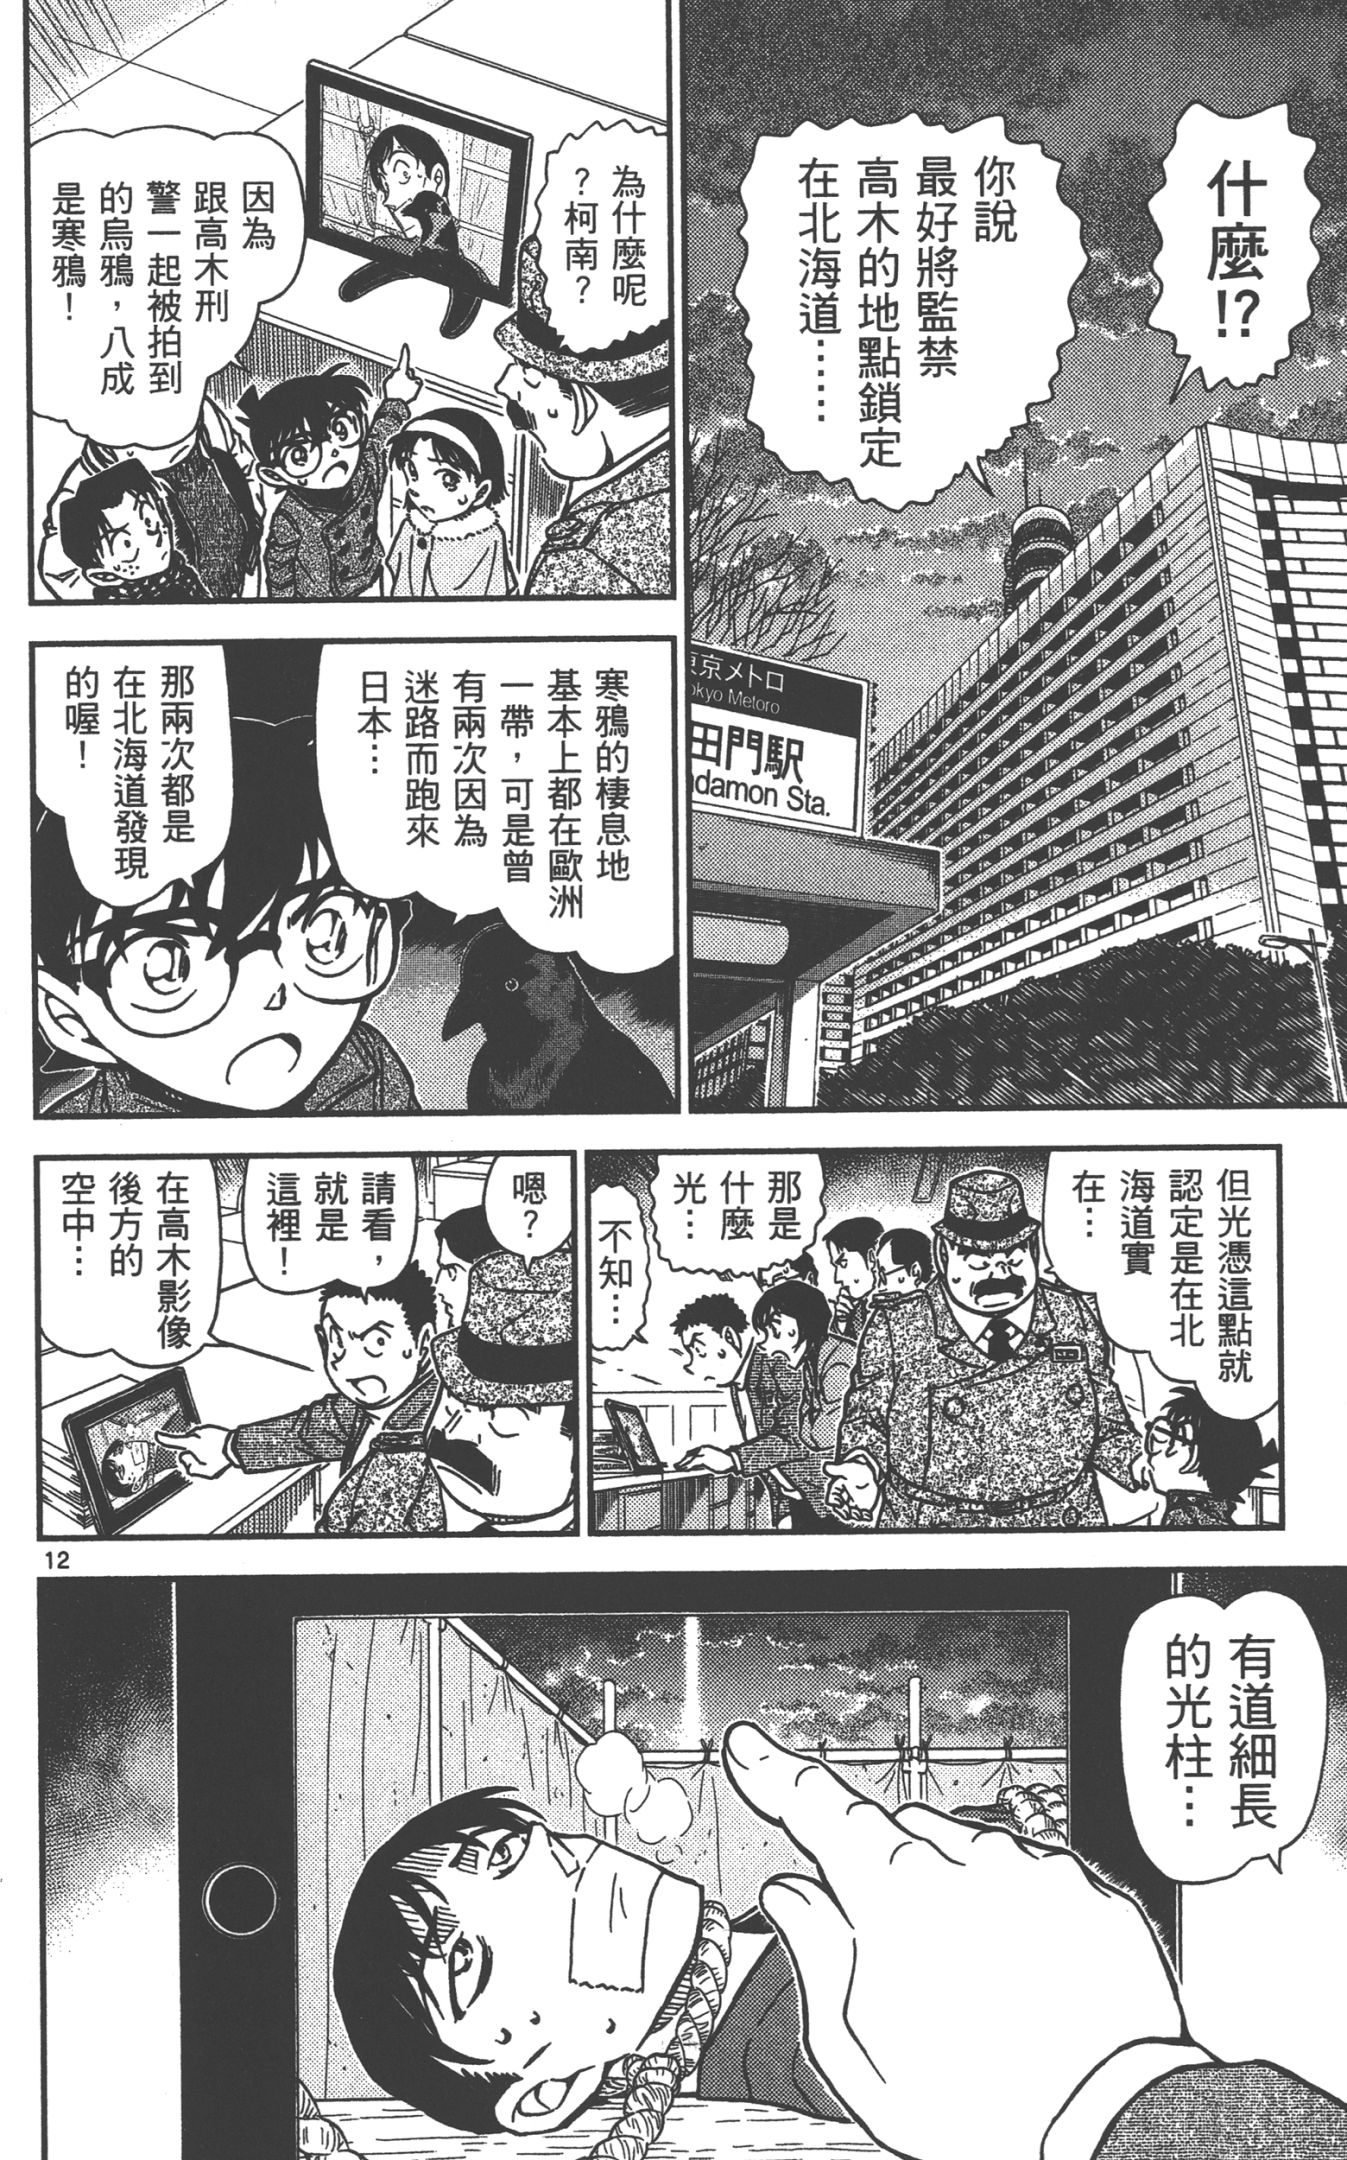 什麼!?
你說
最好將監禁
高木的地點鎖定
在北海道……
東京メトロ
Tokyo Metoro
田門駅
adamon Sta.
為什麼呢
?柯南?
因為
跟高木刑
警一起被拍到
的烏鴉，八成
是寒鴉！
寒鴉的棲息地
基本上都在歐洲
一帶，可是曾
有兩次因為
迷路而跑來
日本…
那兩次都是
在北海道發現
的喔！
但光憑這點就
認定是在北
海道實
在…
那是
什麼
光…
不知…
嗯？
請看，
就是
這裡！
在高木影像
後方的
空中…
12
有道細長
的光柱…